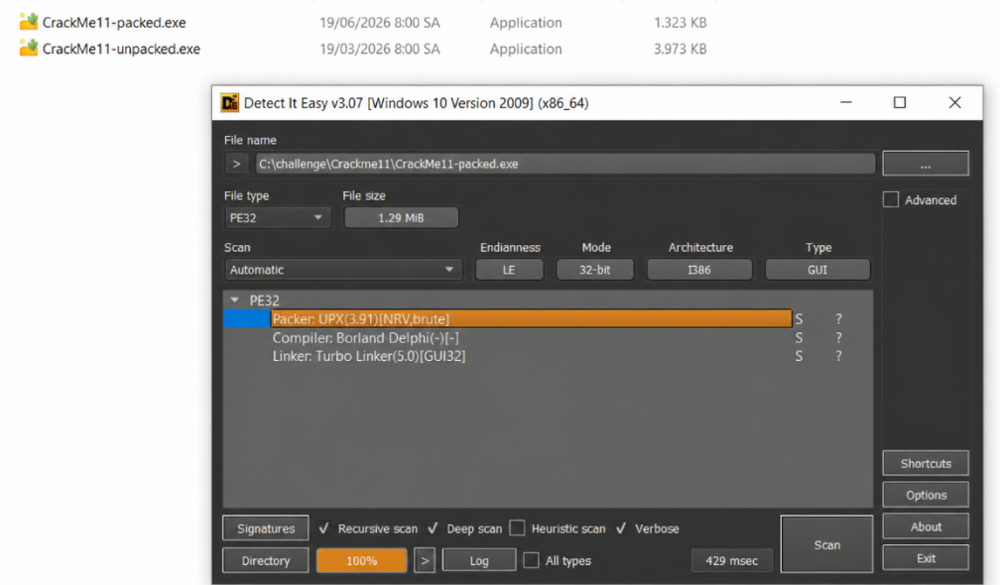 CrackMe11-packed.exe 19/06/2026 8:00 SA Application 1.323 KB
CrackMe11-unpacked.exe 19/03/2026 8:00 SA Application 3.973 KB
Detect It Easy v3.07 [Windows 10 Version 2009] (x86_64)
File name
> C:\challenge\Crackme11\CrackMe11-packed.exe ...
File type File size Advanced
PE32 1.29 MiB
Scan Endianness Mode Architecture Type
Automatic LE 32-bit I386 GUI
PE32
Packer: UPX(3.91)[NRV,brute] S ?
Compiler: Borland Delphi(-)[-] S ?
Linker: Turbo Linker(5.0)[GUI32] S ?
Shortcuts
Options
Signatures Recursive scan Deep scan Heuristic scan Verbose Scan About
Directory 100% > Log All types 429 msec Exit